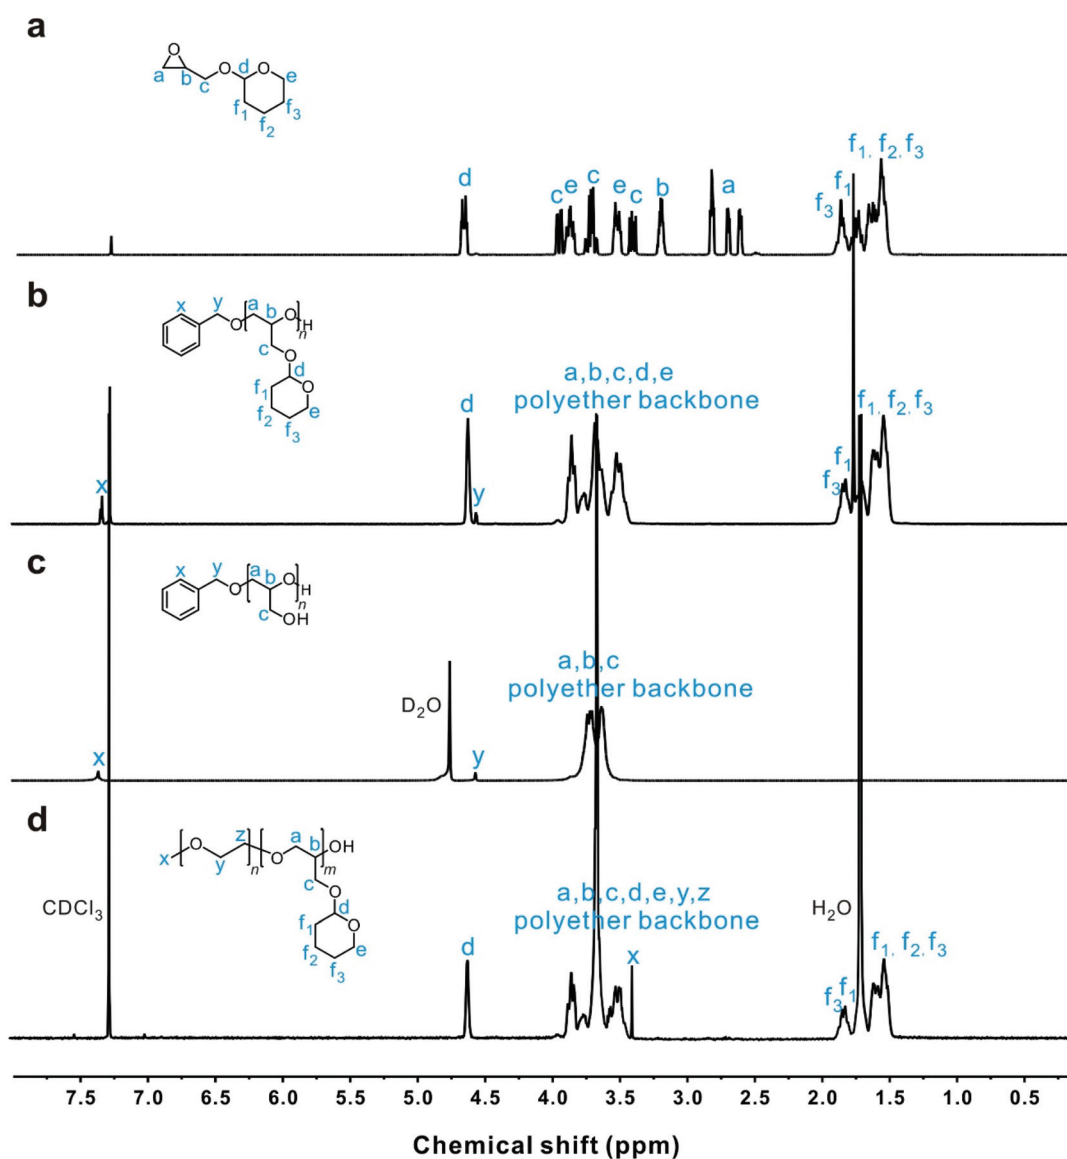 a
O
O
O
a
b
c
d
e
f1
f2
f3
d
c
e
c
e
c
b
a
f3
f1
f1, f2, f3
b
x
y
O
a
b
O
H
n
c
O
d
O
f1
f2
f3
e
x
d
y
a,b,c,d,e
polyether backbone
f3
f1
f1, f2, f3
c
x
y
O
a
b
O
H
n
c
OH
x
D2O
y
a,b,c
polyether backbone
d
x
O
y
z
n
O
a
b
m
OH
c
O
d
O
f1
f2
f3
e
CDCl3
d
a,b,c,d,e,y,z
polyether backbone
x
H2O
f3
f1
f1, f2, f3
7.5 7.0 6.5 6.0 5.5 5.0 4.5 4.0 3.5 3.0 2.5 2.0 1.5 1.0 0.5
Chemical shift (ppm)